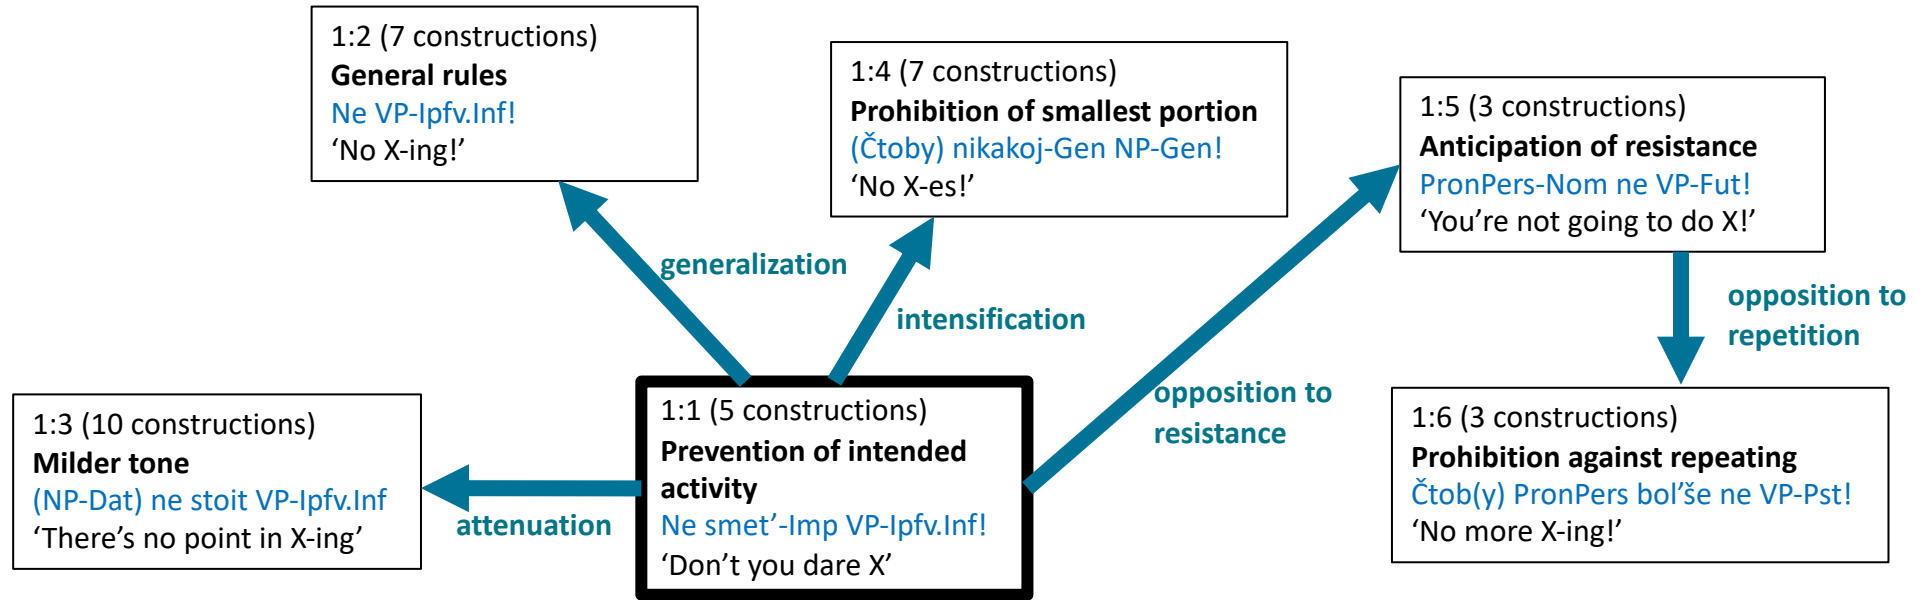 1:2 (7 constructions)
General rules
Ne VP-Ipfv.Inf!
‘No X-ing!’
1:4 (7 constructions)
Prohibition of smallest portion
(Čtoby) nikakoj-Gen NP-Gen!
‘No X-es!’
1:5 (3 constructions)
Anticipation of resistance
PronPers-Nom ne VP-Fut!
‘You’re not going to do X!’
generalization
intensification
opposition to
repetition
opposition to
resistance
1:3 (10 constructions)
Milder tone
(NP-Dat) ne stoit VP-Ipfv.Inf
‘There’s no point in X-ing’
attenuation
1:1 (5 constructions)
Prevention of intended
activity
Ne smet’-Imp VP-Ipfv.Inf!
‘Don’t you dare X’
1:6 (3 constructions)
Prohibition against repeating
Čtob(y) PronPers bol’še ne VP-Pst!
‘No more X-ing!’